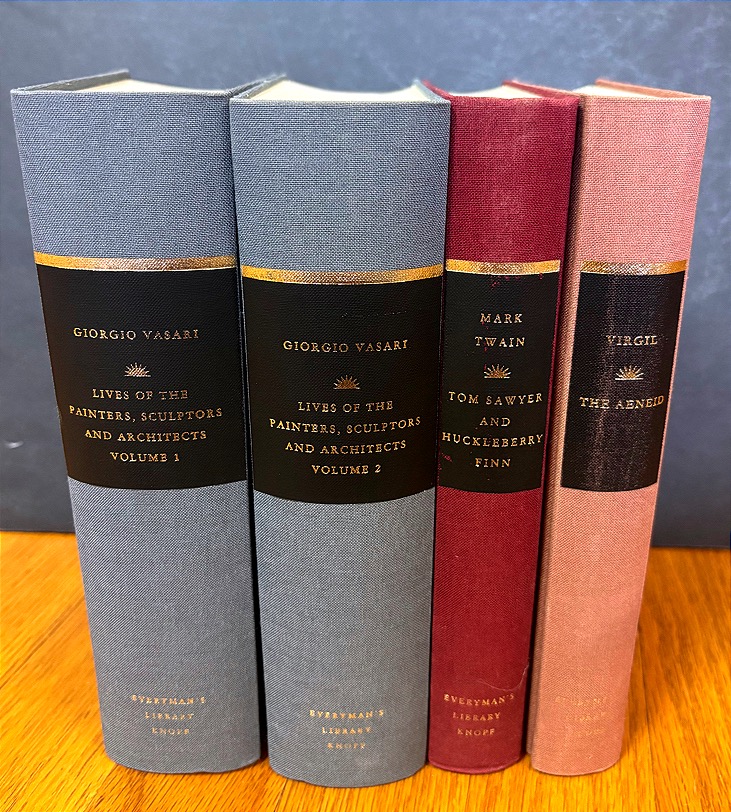 GIORGIO VASARI
LIVES OF THE
PAINTERS, SCULPTORS
AND ARCHITECTS
VOLUME 1
EVERYMAN'S
LIBRARY
KNOPF
GIORGIO VASARI
LIVES OF THE
PAINTERS, SCULPTORS
AND ARCHITECTS
VOLUME 2
EVERYMAN'S
LIBRARY
KNOPF
MARK
TWAIN
TOM SAWYER
AND
HUCKLEBERRY
FINN
EVERYMAN'S
LIBRARY
KNOPF
VIRGIL
THE AENEID
LIBRARY